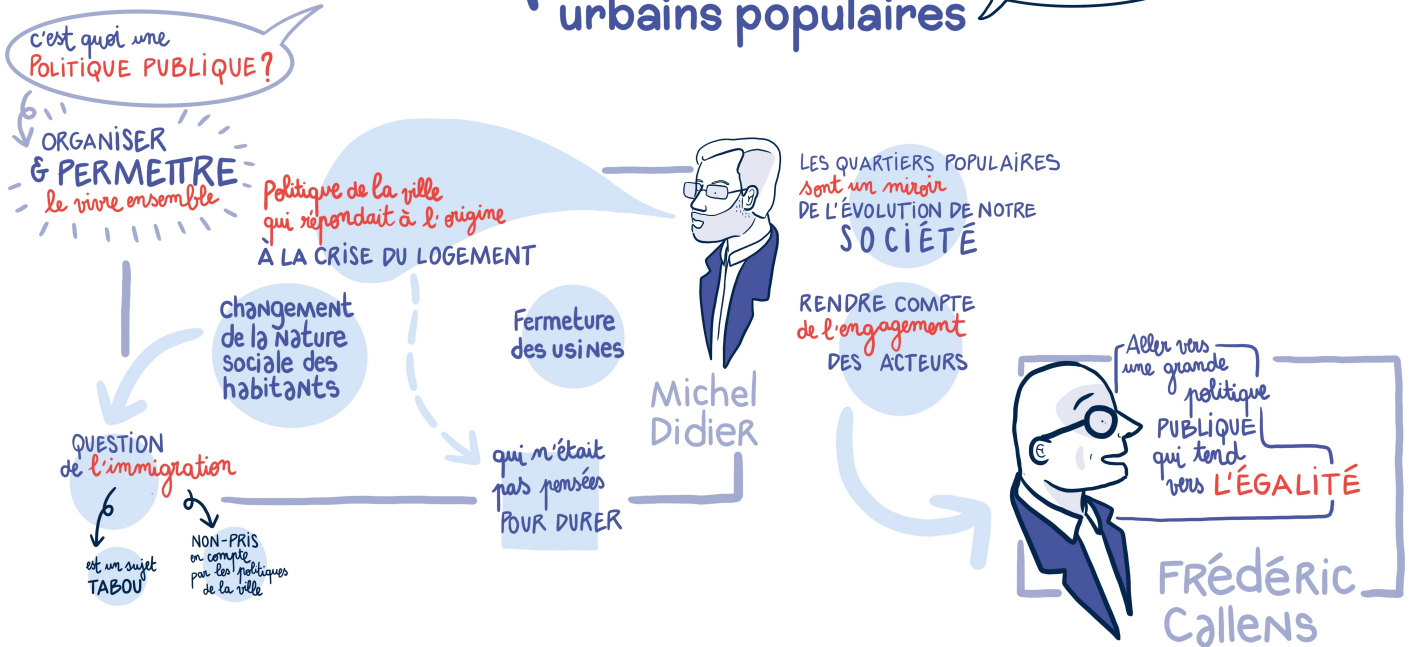 urbains populaires
c'est quoi une
POLITIQUE PUBLIQUE?
ORGANISER
& PERMETTRE
le vivre ensemble
Politique de la ville
qui répondait à l'origine
À LA CRISE DU LOGEMENT
Changement
de la Nature
sociale des
habitants
Fermeture
des usines
Michel
Didier
LES QUARTIERS POPULAIRES
sont un miroir
DE L'ÉVOLUTION DE NOTRE
SOCIÉTÉ
RENDRE COMPTE
de l'engagement
DES ACTEURS
QUESTION
de l'immigration
est un sujet
TABOU
NON-PRIS
en compte
par les politiques
de la ville
qui n'était
pas pensées
POUR DURER
Aller vers
une grande
politique
PUBLIQUE
qui tend
vers L'ÉGALITÉ
FRédéRic
Callens